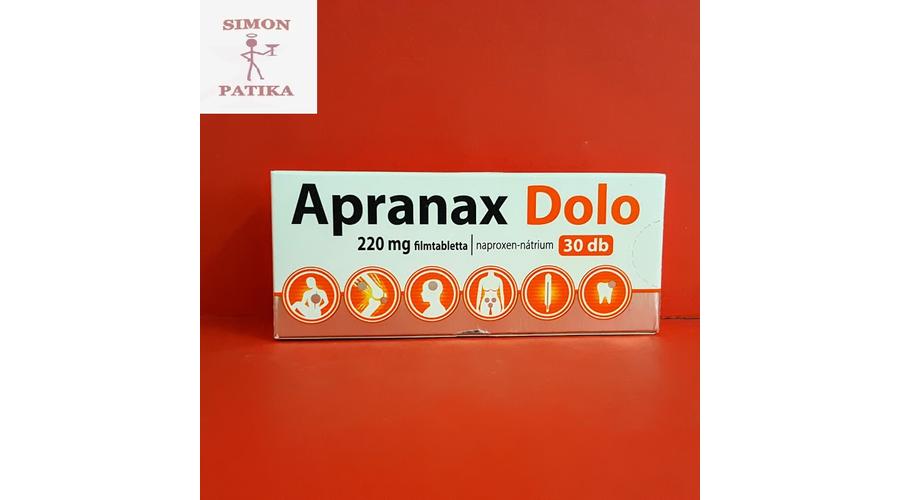 SIMON
PATIKA
Apranax Dolo
220 mg filmtabletta | naproxen-nátrium 30 db